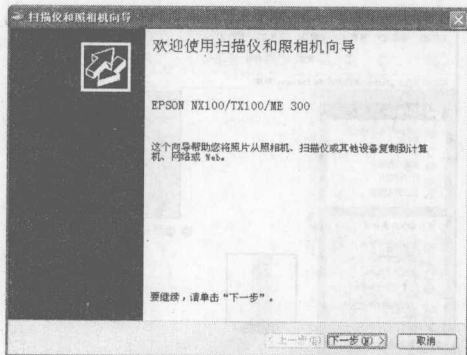 扫描仪和照相机向导
欢迎使用扫描仪和照相机向导
EPSON NX100/TX100/ME 300
这个向导帮助您将照片从照相机、扫描仪或其他设备复制到计算
机、网络或 Web。
要继续，请单击“下一步”。
< 上一步(B) 下一步(N) > 取消